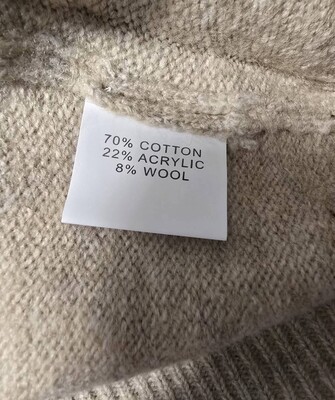 70% COTTON
22% ACRYLIC
8% WOOL